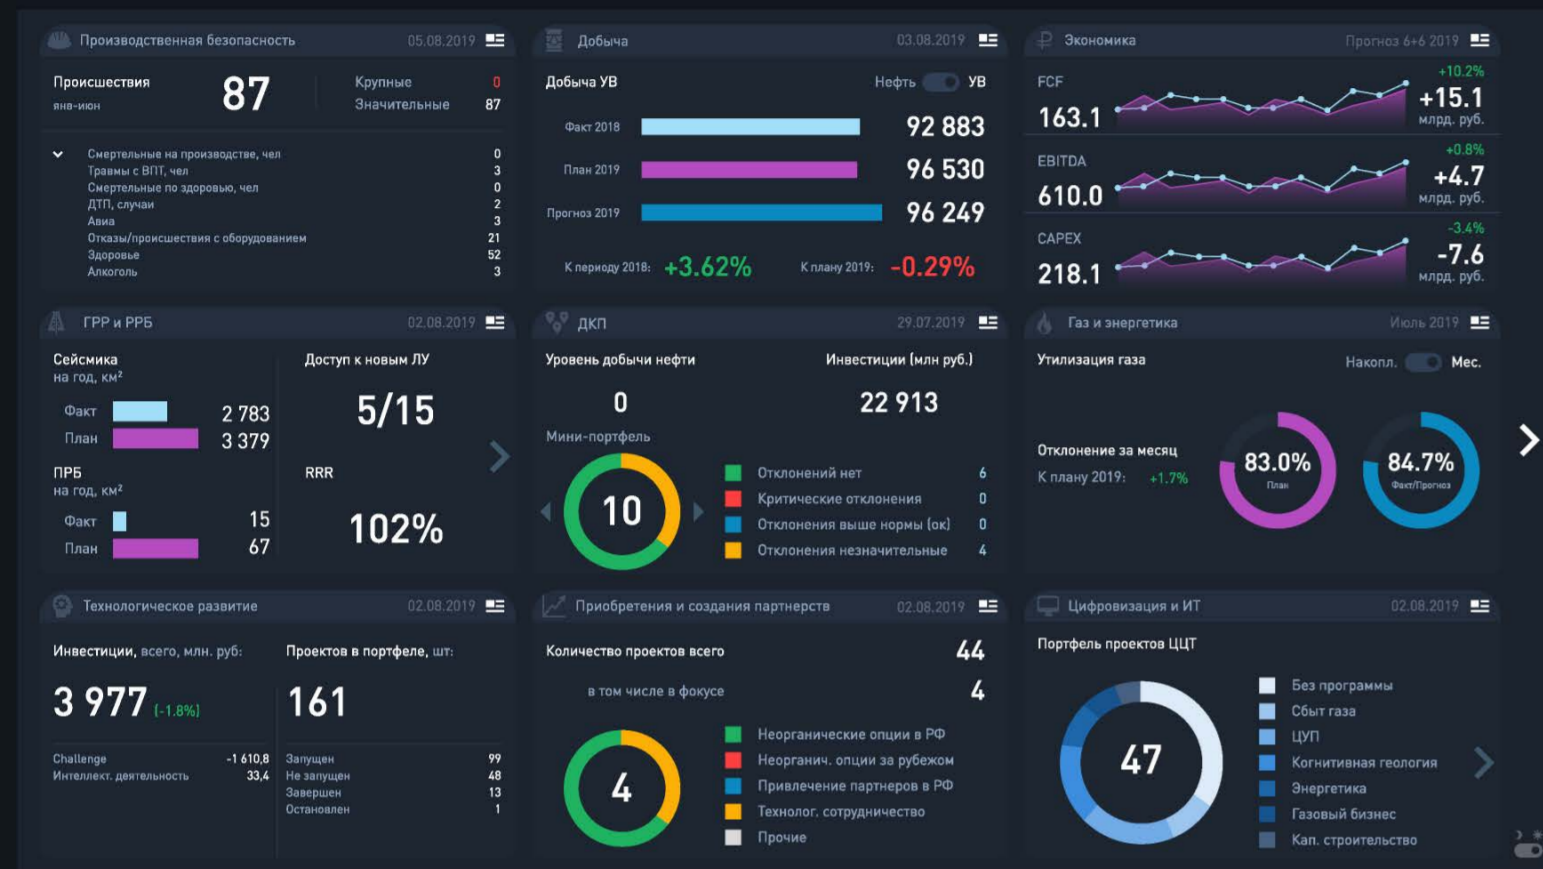 Производственная безопасность 05.08.2019
Происшествия
янв-июн
87
Крупные 0
Значительные 87
Смертельные на производстве, чел 0
Травмы с ВПТ, чел 3
Смертельные по здоровью, чел 0
ДТП, случаи 2
Авиа 3
Отказы/происшествия с оборудованием 21
Здоровье 52
Алкоголь 3
Добыча 03.08.2019
Добыча УВ Нефть УВ
Факт 2018 92 883
План 2019 96 530
Прогноз 2019 96 249
К периоду 2018: +3.62% К плану 2019: -0.29%
Экономика Прогноз 6+6 2019
FCF
163.1
+10.2%
+15.1
млрд. руб.
EBITDA
610.0
+0.8%
+4.7
млрд. руб.
CAPEX
218.1
-3.4%
-7.6
млрд. руб.
ГРР и РРБ 02.08.2019
Сейсмика
на год, км²
Факт 2 783
План 3 379
ПРБ
на год, км²
Факт 15
План 67
Доступ к новым ЛУ
5/15
RRR
102%
ДКП 29.07.2019
Уровень добычи нефти Инвестиции (млн руб.)
0 22 913
Мини-портфель
10
Отклонений нет 6
Критические отклонения 0
Отклонения выше нормы (ок) 0
Отклонения незначительные 4
Газ и энергетика Июль 2019
Утилизация газа Накопл. Мес.
Отклонение за месяц
К плану 2019: +1.7%
83.0%
План
84.7%
Факт/Прогноз
Технологическое развитие 02.08.2019
Инвестиции, всего, млн. руб:
3 977 (-1.8%)
Challenge -1 610,8
Интеллект. деятельность 33,4
Проектов в портфеле, шт:
161
Запущен 99
Не запущен 48
Завершен 13
Остановлен 1
Приобретения и создания партнерств 02.08.2019
Количество проектов всего 44
в том числе в фокусе 4
4
Неорганические опции в РФ
Неорганич. опции за рубежом
Привлечение партнеров в РФ
Технолог. сотрудничество
Прочие
Цифровизация и ИТ 02.08.2019
Портфель проектов ЦЦТ
47
Без программы
Сбыт газа
ЦУП
Когнитивная геология
Энергетика
Газовый бизнес
Кап. строительство